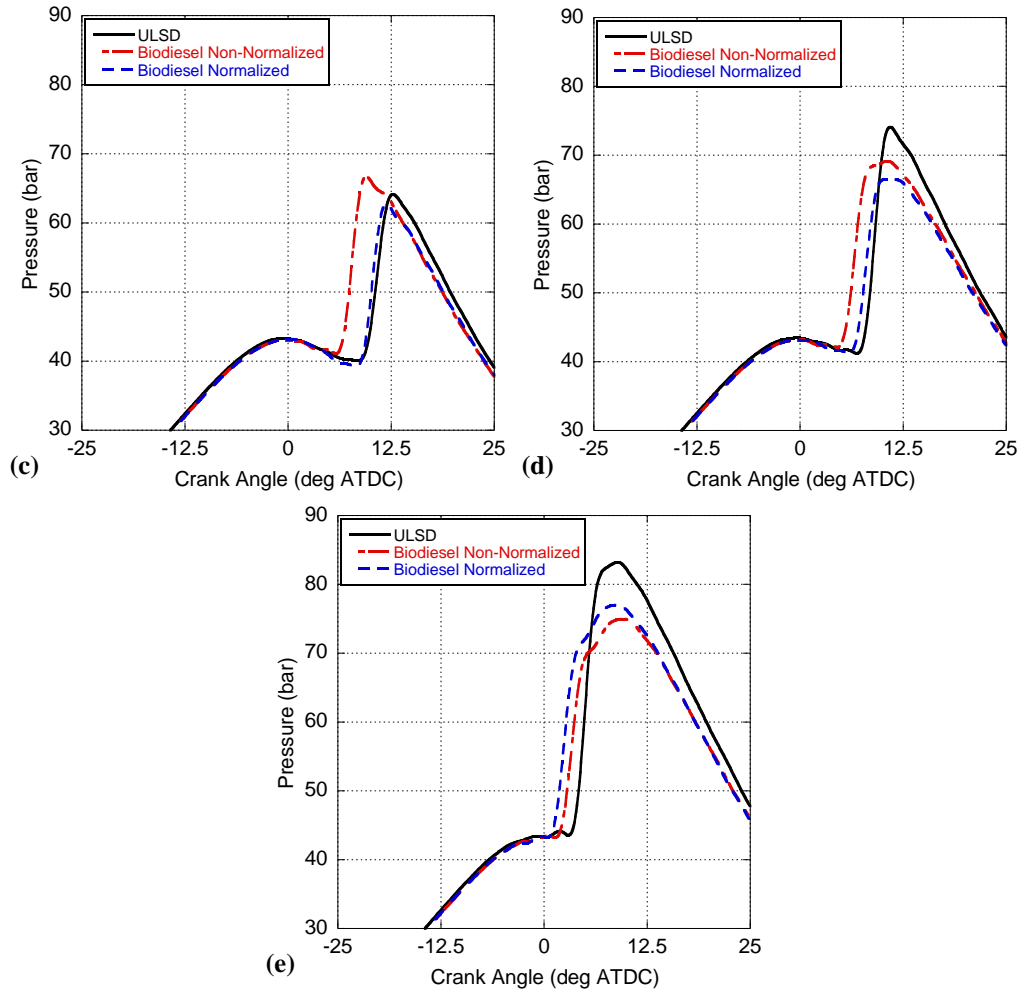 90
80
70
60
50
40
30
Pressure (bar)
ULSD
Biodiesel Non-Normalized
Biodiesel Normalized
-25
-12.5
0
12.5
25
Crank Angle (deg ATDC)
(c)
90
80
70
60
50
40
30
Pressure (bar)
ULSD
Biodiesel Non-Normalized
Biodiesel Normalized
-25
-12.5
0
12.5
25
Crank Angle (deg ATDC)
(d)
90
80
70
60
50
40
30
Pressure (bar)
ULSD
Biodiesel Non-Normalized
Biodiesel Normalized
-25
-12.5
0
12.5
25
Crank Angle (deg ATDC)
(e)